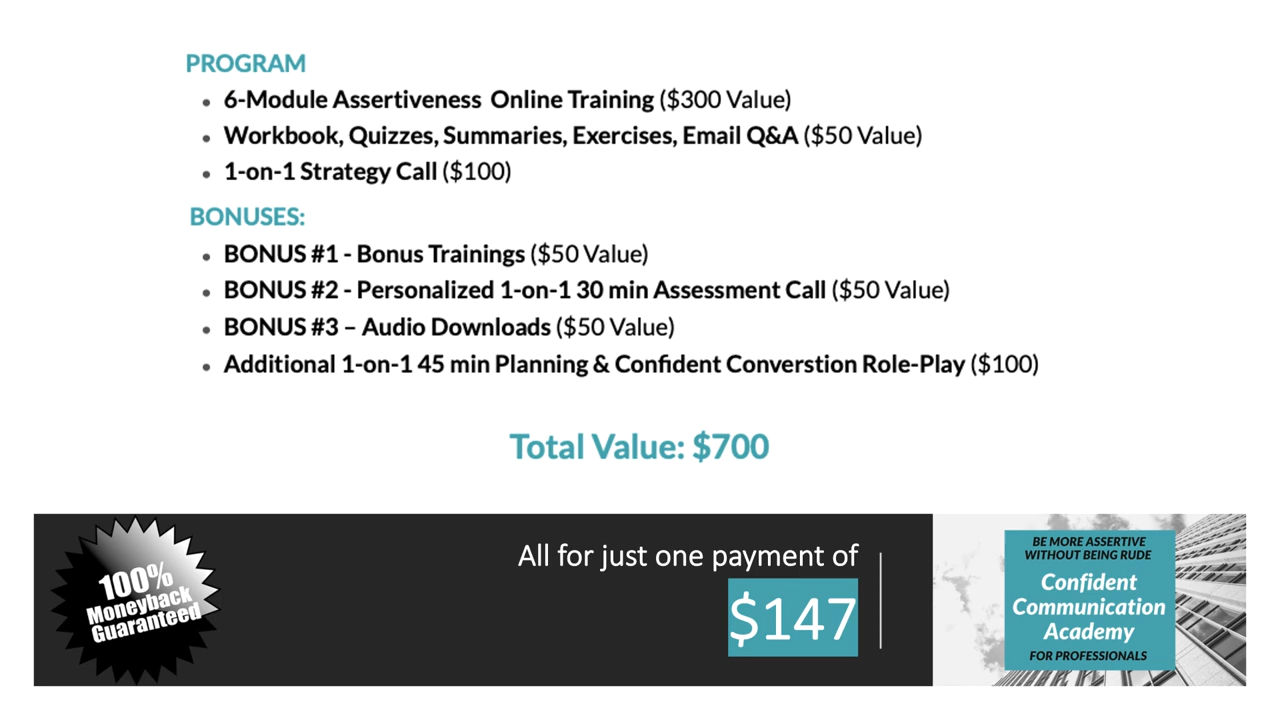 PROGRAM
• 6-Module Assertiveness Online Training ($300 Value)
• Workbook, Quizzes, Summaries, Exercises, Email Q&A ($50 Value)
• 1-on-1 Strategy Call ($100)
BONUSES:
• BONUS #1 - Bonus Trainings ($50 Value)
• BONUS #2 - Personalized 1-on-1 30 min Assessment Call ($50 Value)
• BONUS #3 – Audio Downloads ($50 Value)
• Additional 1-on-1 45 min Planning & Confident Converstion Role-Play ($100)
Total Value: $700
100%
Moneyback
Guaranteed
All for just one payment of
$147
BE MORE ASSERTIVE
WITHOUT BEING RUDE
Confident
Communication
Academy
FOR PROFESSIONALS